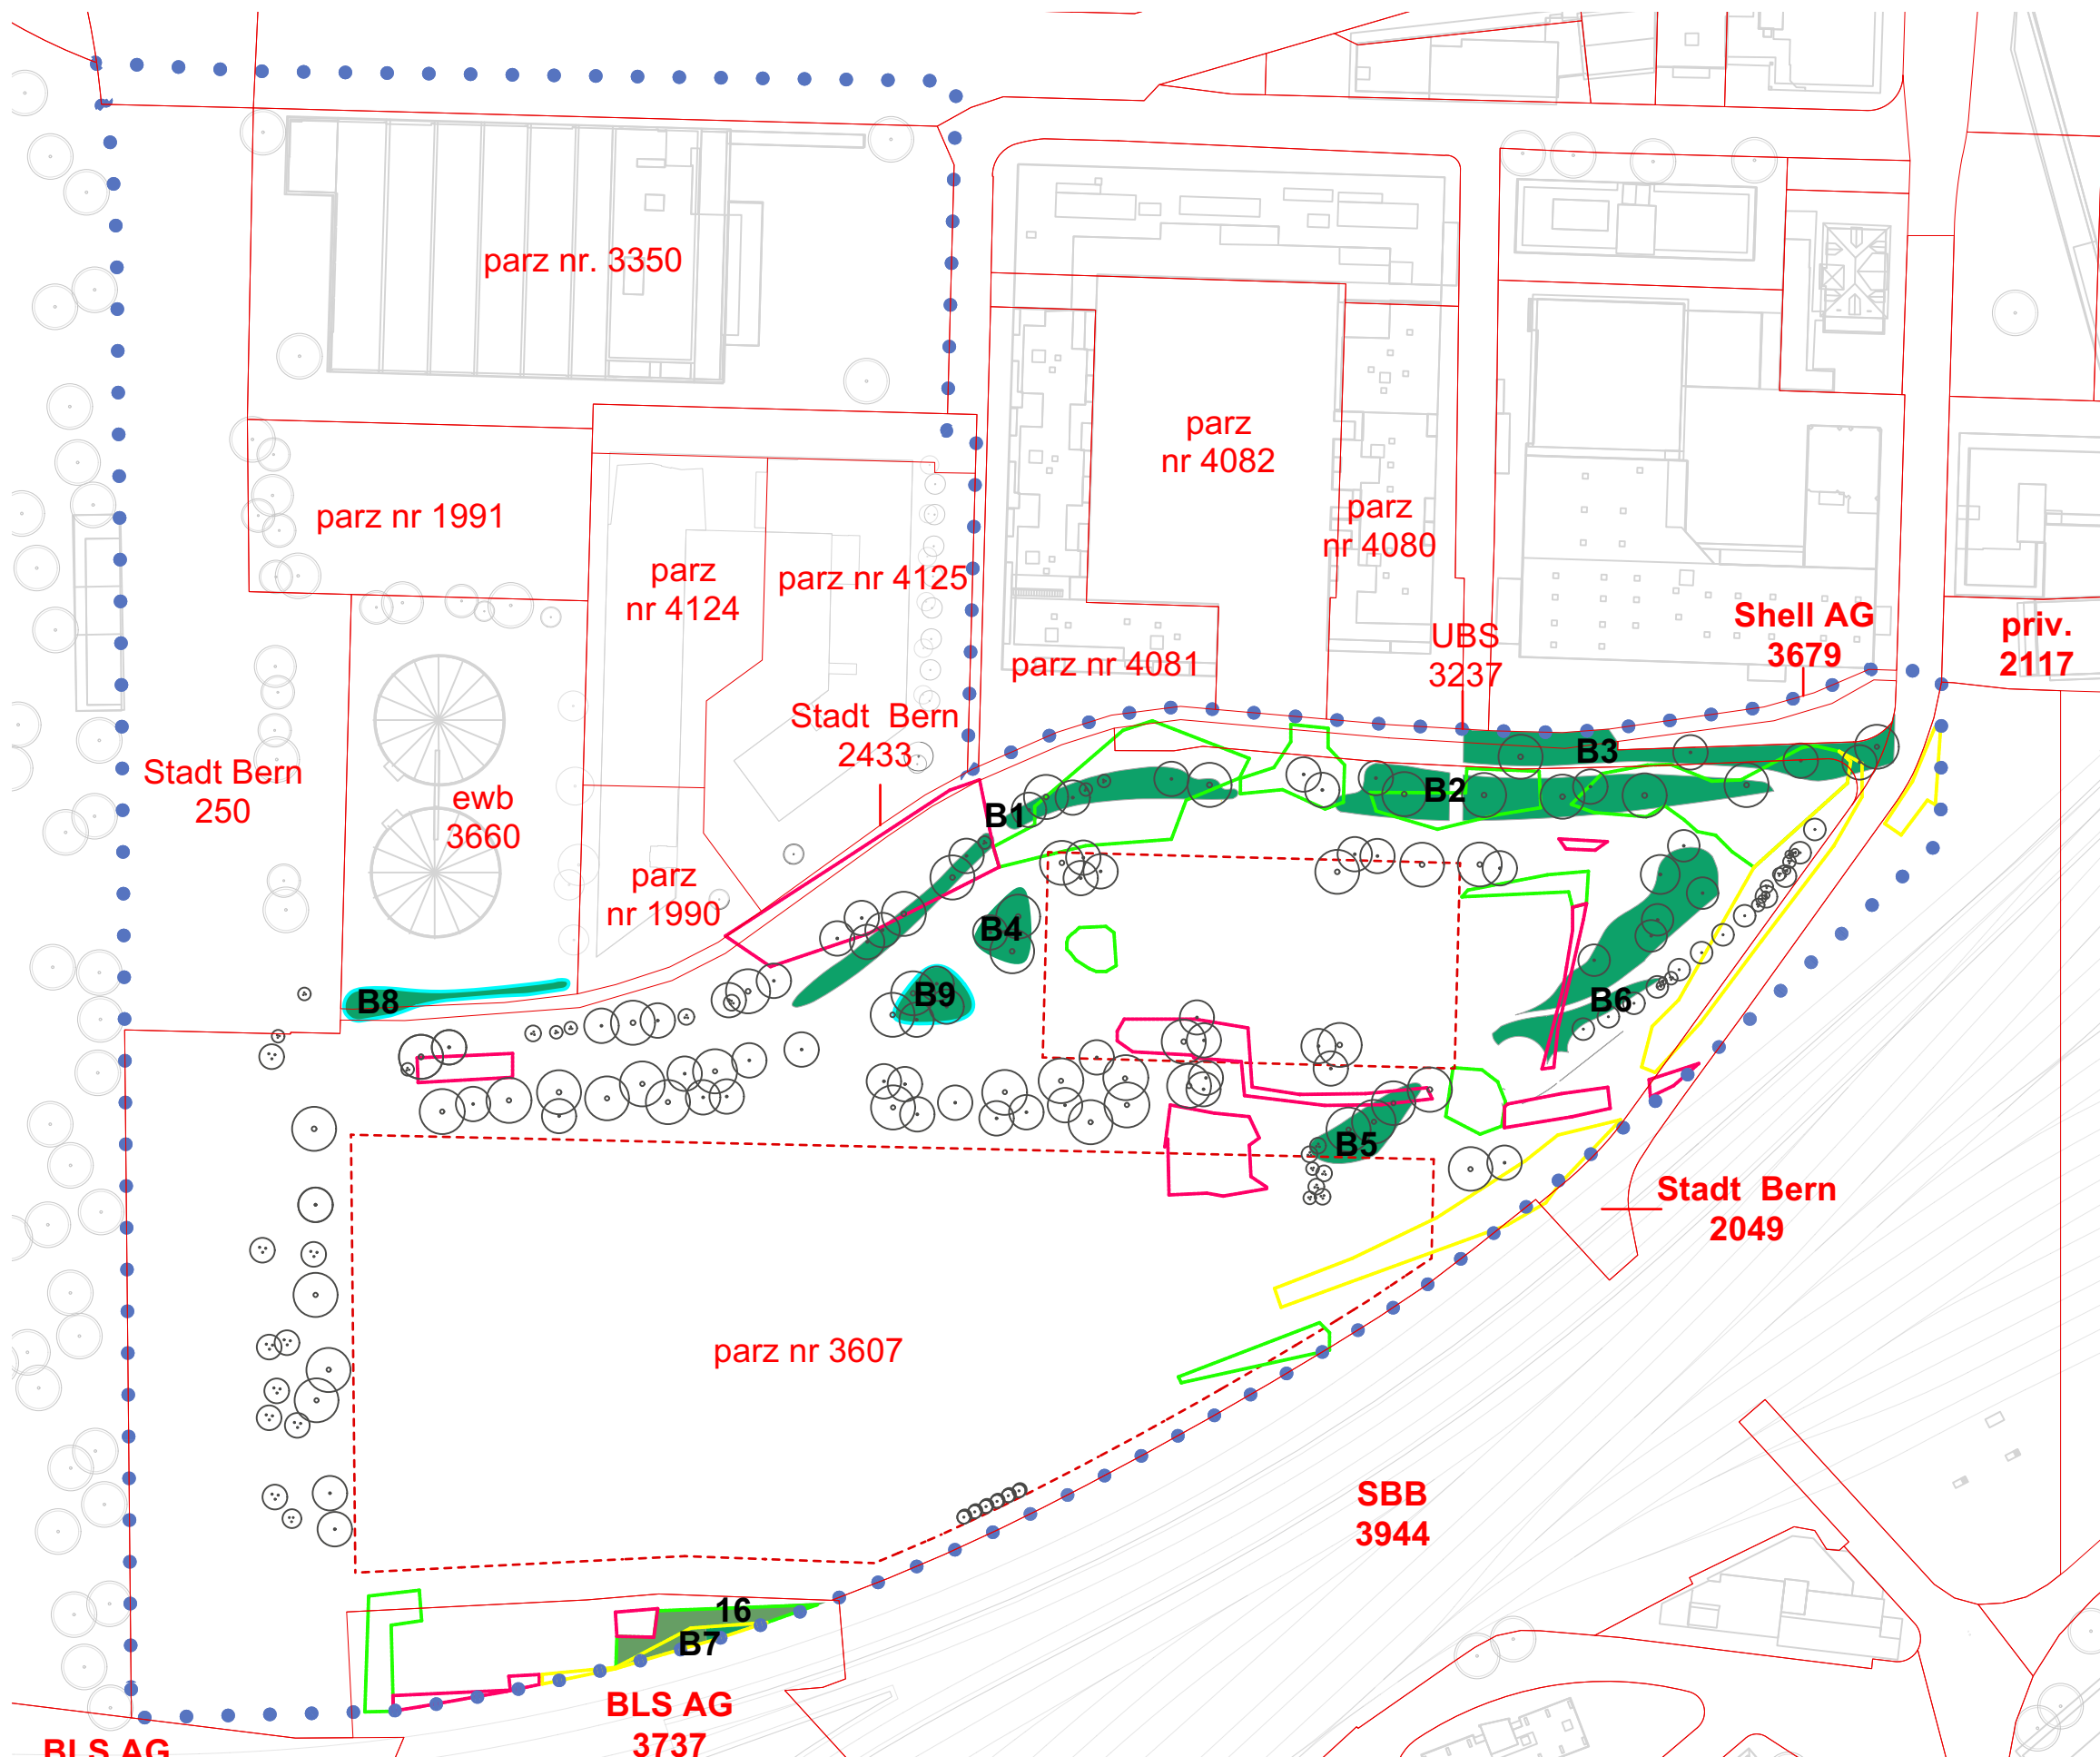 parz nr. 3350
parz
nr 4082
parz nr 1991
parz
nr 4080
parz
nr 4124
parz nr 4125
Shell AG
3679
priv.
2117
UBS
3237
parz nr 4081
Stadt Bern
2433
Stadt Bern
250
ewb
3660
B3
B2
B1
parz
nr 1990
B4
B9
B8
B6
B5
Stadt Bern
2049
parz nr 3607
SBB
3944
16
B7
BLS AG
3737
BLS AG